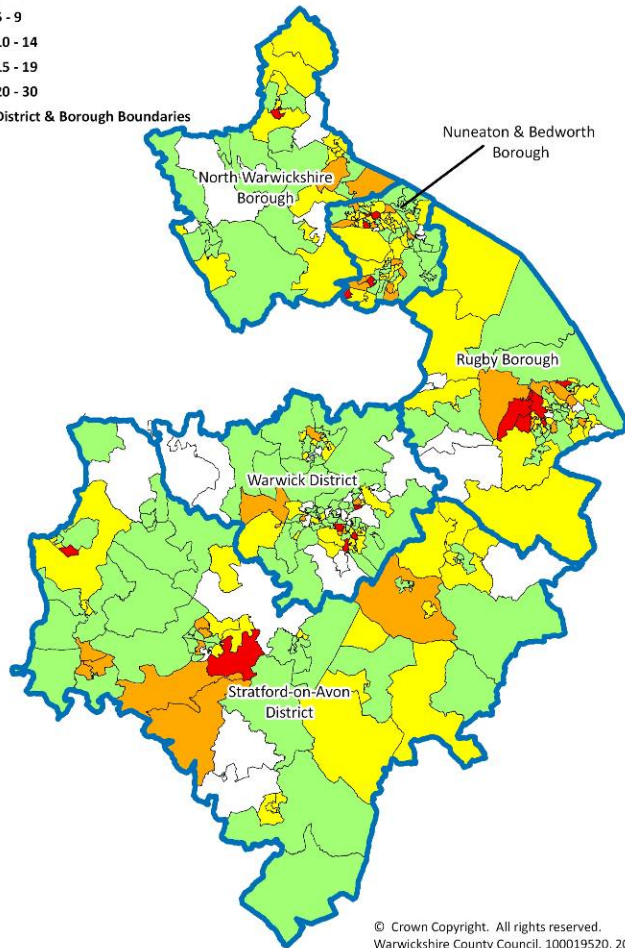 - 9
10 - 14
15 - 19
20 - 30
District & Borough Boundaries
Nuneaton & Bedworth
Borough
North Warwickshire
Borough
Rugby Borough
Warwick District
Stratford-on-Avon
District
© Crown Copyright. All rights reserved.
Warwickshire County Council, 100019520,